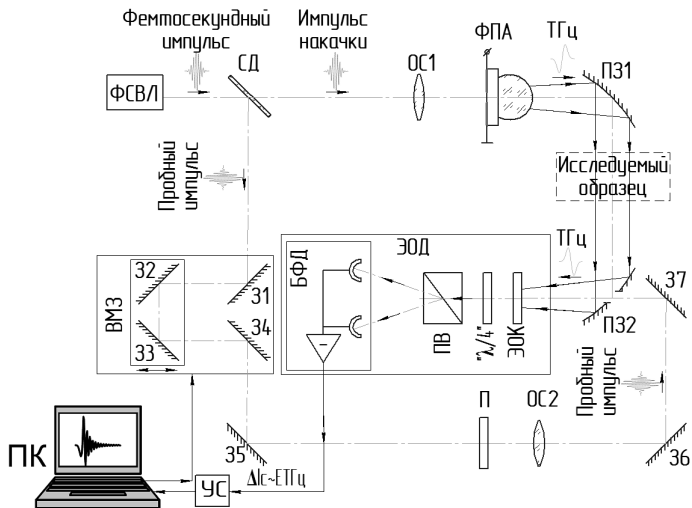 Фемтосекундный
импульс
Импульс
накачки
ФПА
ТГц
СД
ОС1
ПЗ1
ФСВЛ
Пробный
импульс
Исследуемый
образец
ТГц
ЭОД
БФД
З2
З1
З7
ВМЗ
З4
З3
ПВ
"λ/4"
ЭОК
ПЗ2
Пробный
импульс
П
ОС2
З5
З6
ПК
УС
ΔIс~EТГц